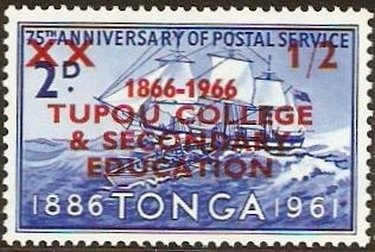 75TH ANNIVERSARY OF POSTAL SERVICE
XX 1/2
2D.
1866-1966
TUPOU COLLEGE
& SECONDARY
EDUCATION
1886 TONGA 1961